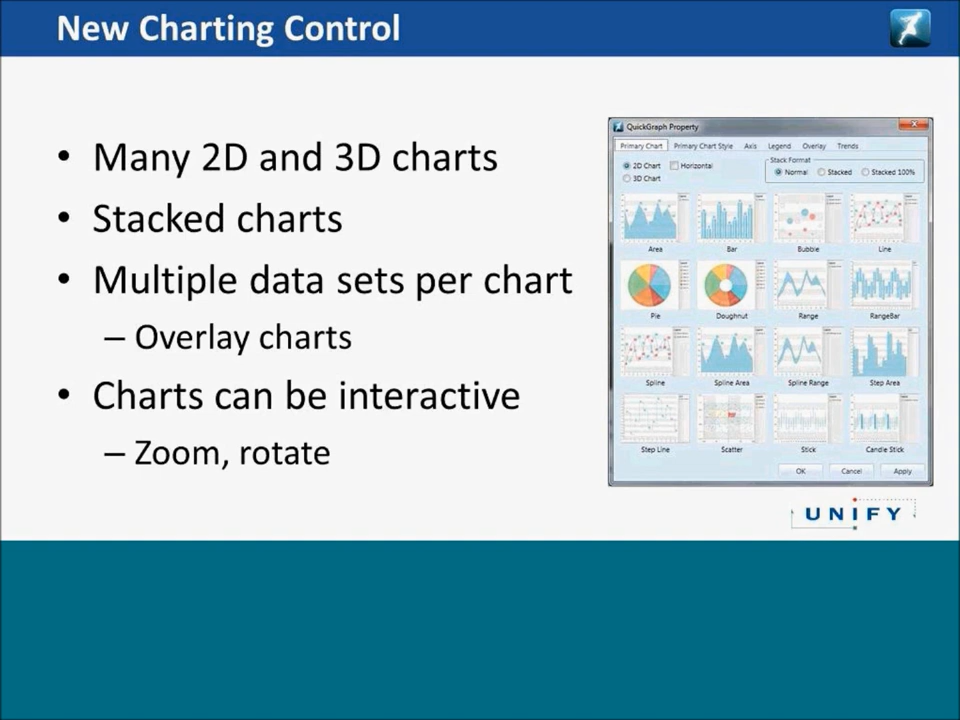 New Charting Control
• Many 2D and 3D charts
• Stacked charts
• Multiple data sets per chart
– Overlay charts
• Charts can be interactive
– Zoom, rotate
QuickGraph Property
Primary Chart Primary Chart Style Axis Legend Overlay Trends
2D Chart Horizontal
3D Chart
Stack Format
Normal Stacked Stacked 100%
Area Bar Bubble Line
Pie Doughnut Range RangeBar
Spline Spline Area Spline Range Step Area
Step Line Scatter Stick Candle Stick
OK Cancel Apply
UNIFY